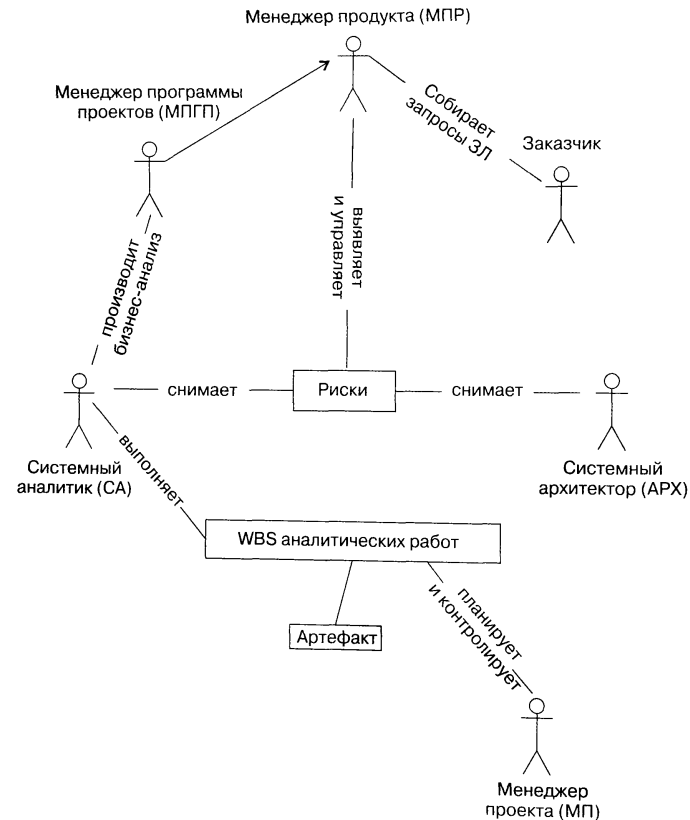 Менеджер продукта (МПР)
Менеджер программы
проектов (МПГП)
Собирает
запросы ЗЛ
Заказчик
выявляет
и управляет
производит
бизнес-анализ
снимает
Риски
снимает
Системный
аналитик (СА)
Системный
архитектор (АРХ)
выполняет
WBS аналитических работ
Артефакт
планирует
и контролирует
Менеджер
проекта (МП)